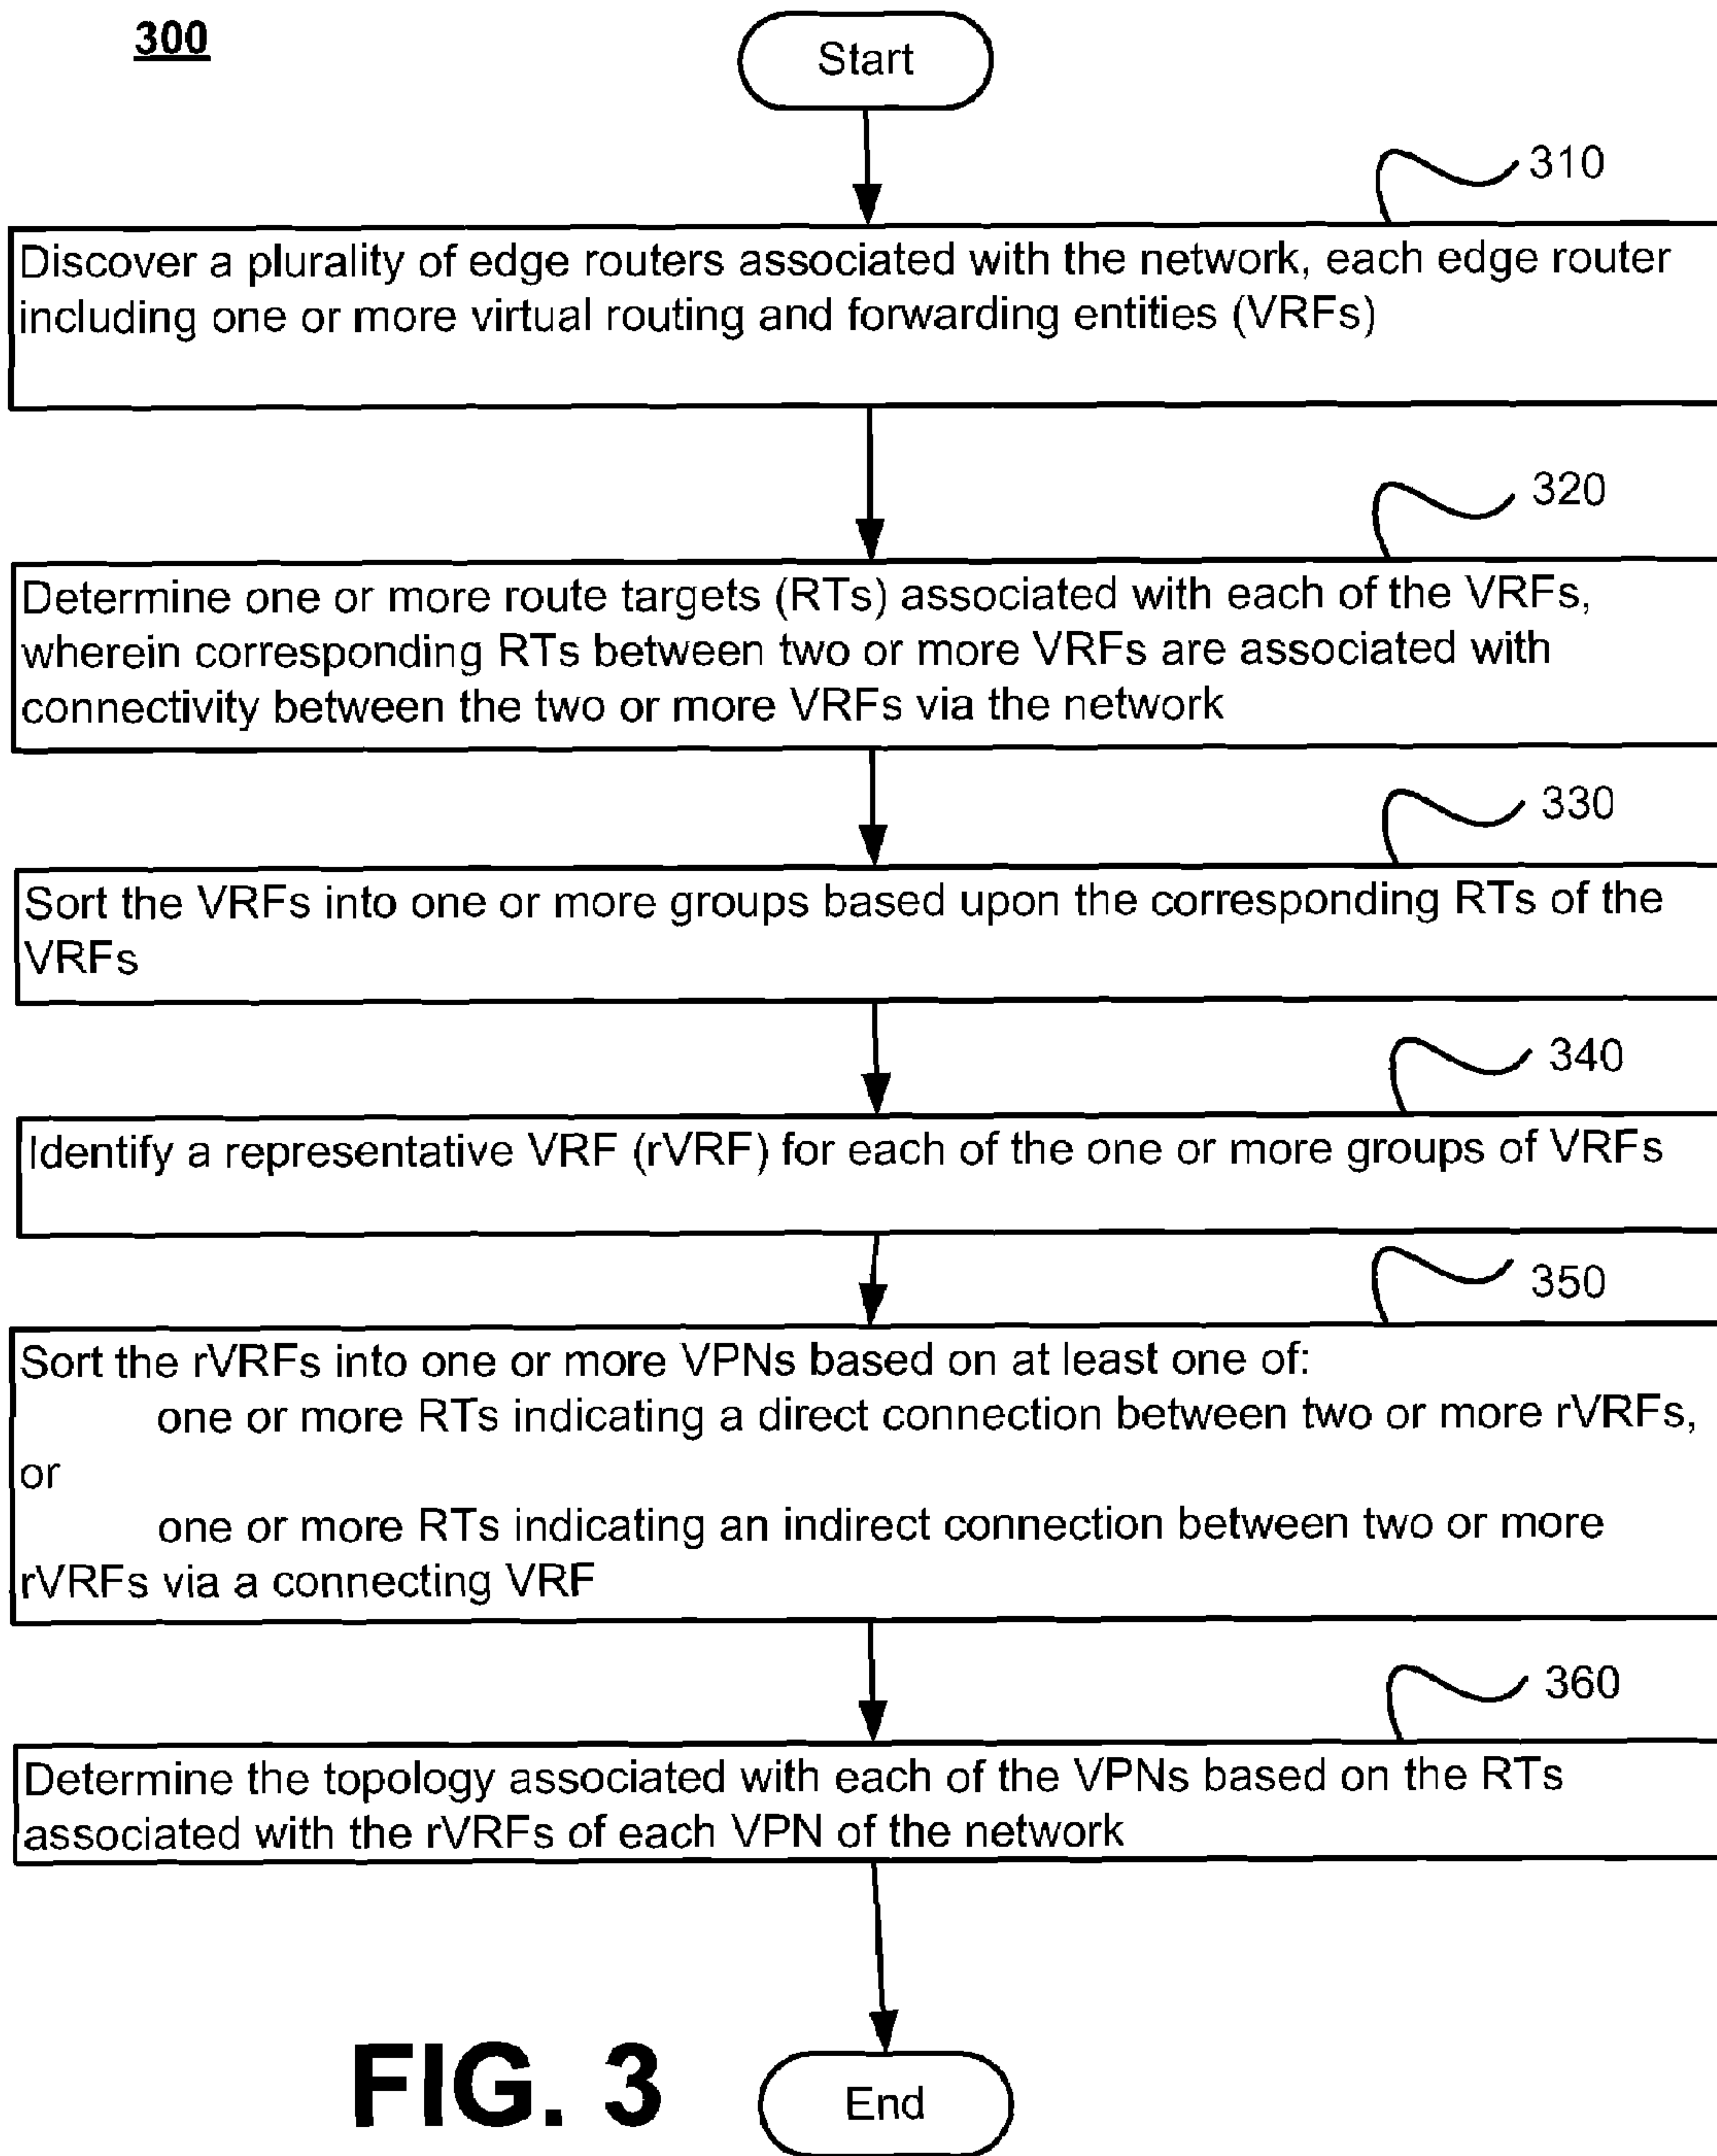 300
Start
310
Discover a plurality of edge routers associated with the network, each edge router
including one or more virtual routing and forwarding entities (VRFs)
320
Determine one or more route targets (RTs) associated with each of the VRFs,
wherein corresponding RTs between two or more VRFs are associated with
connectivity between the two or more VRFs via the network
330
Sort the VRFs into one or more groups based upon the corresponding RTs of the
VRFs
340
Identify a representative VRF (rVRF) for each of the one or more groups of VRFs
350
Sort the rVRFs into one or more VPNs based on at least one of:
one or more RTs indicating a direct connection between two or more rVRFs,
or
one or more RTs indicating an indirect connection between two or more
rVRFs via a connecting VRF
360
Determine the topology associated with each of the VPNs based on the RTs
associated with the rVRFs of each VPN of the network
FIG. 3
End